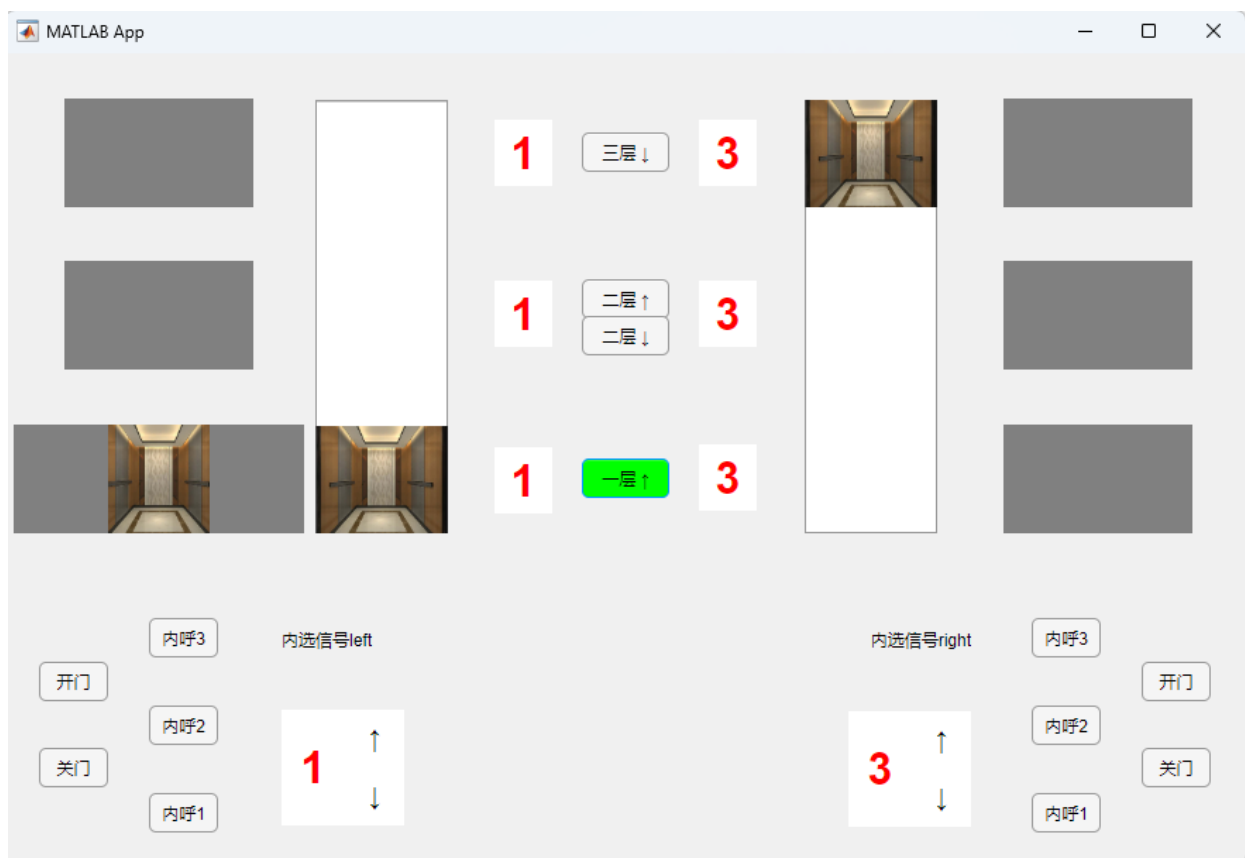 MATLAB App
1 三层↓ 3
1 二层↑ 3
二层↓
1 一层↑ 3
内呼3 内选信号left 内选信号right 内呼3
开门 开门
内呼2 ↑ ↑ 内呼2
关门 1 3 关门
内呼1 ↓ ↓ 内呼1